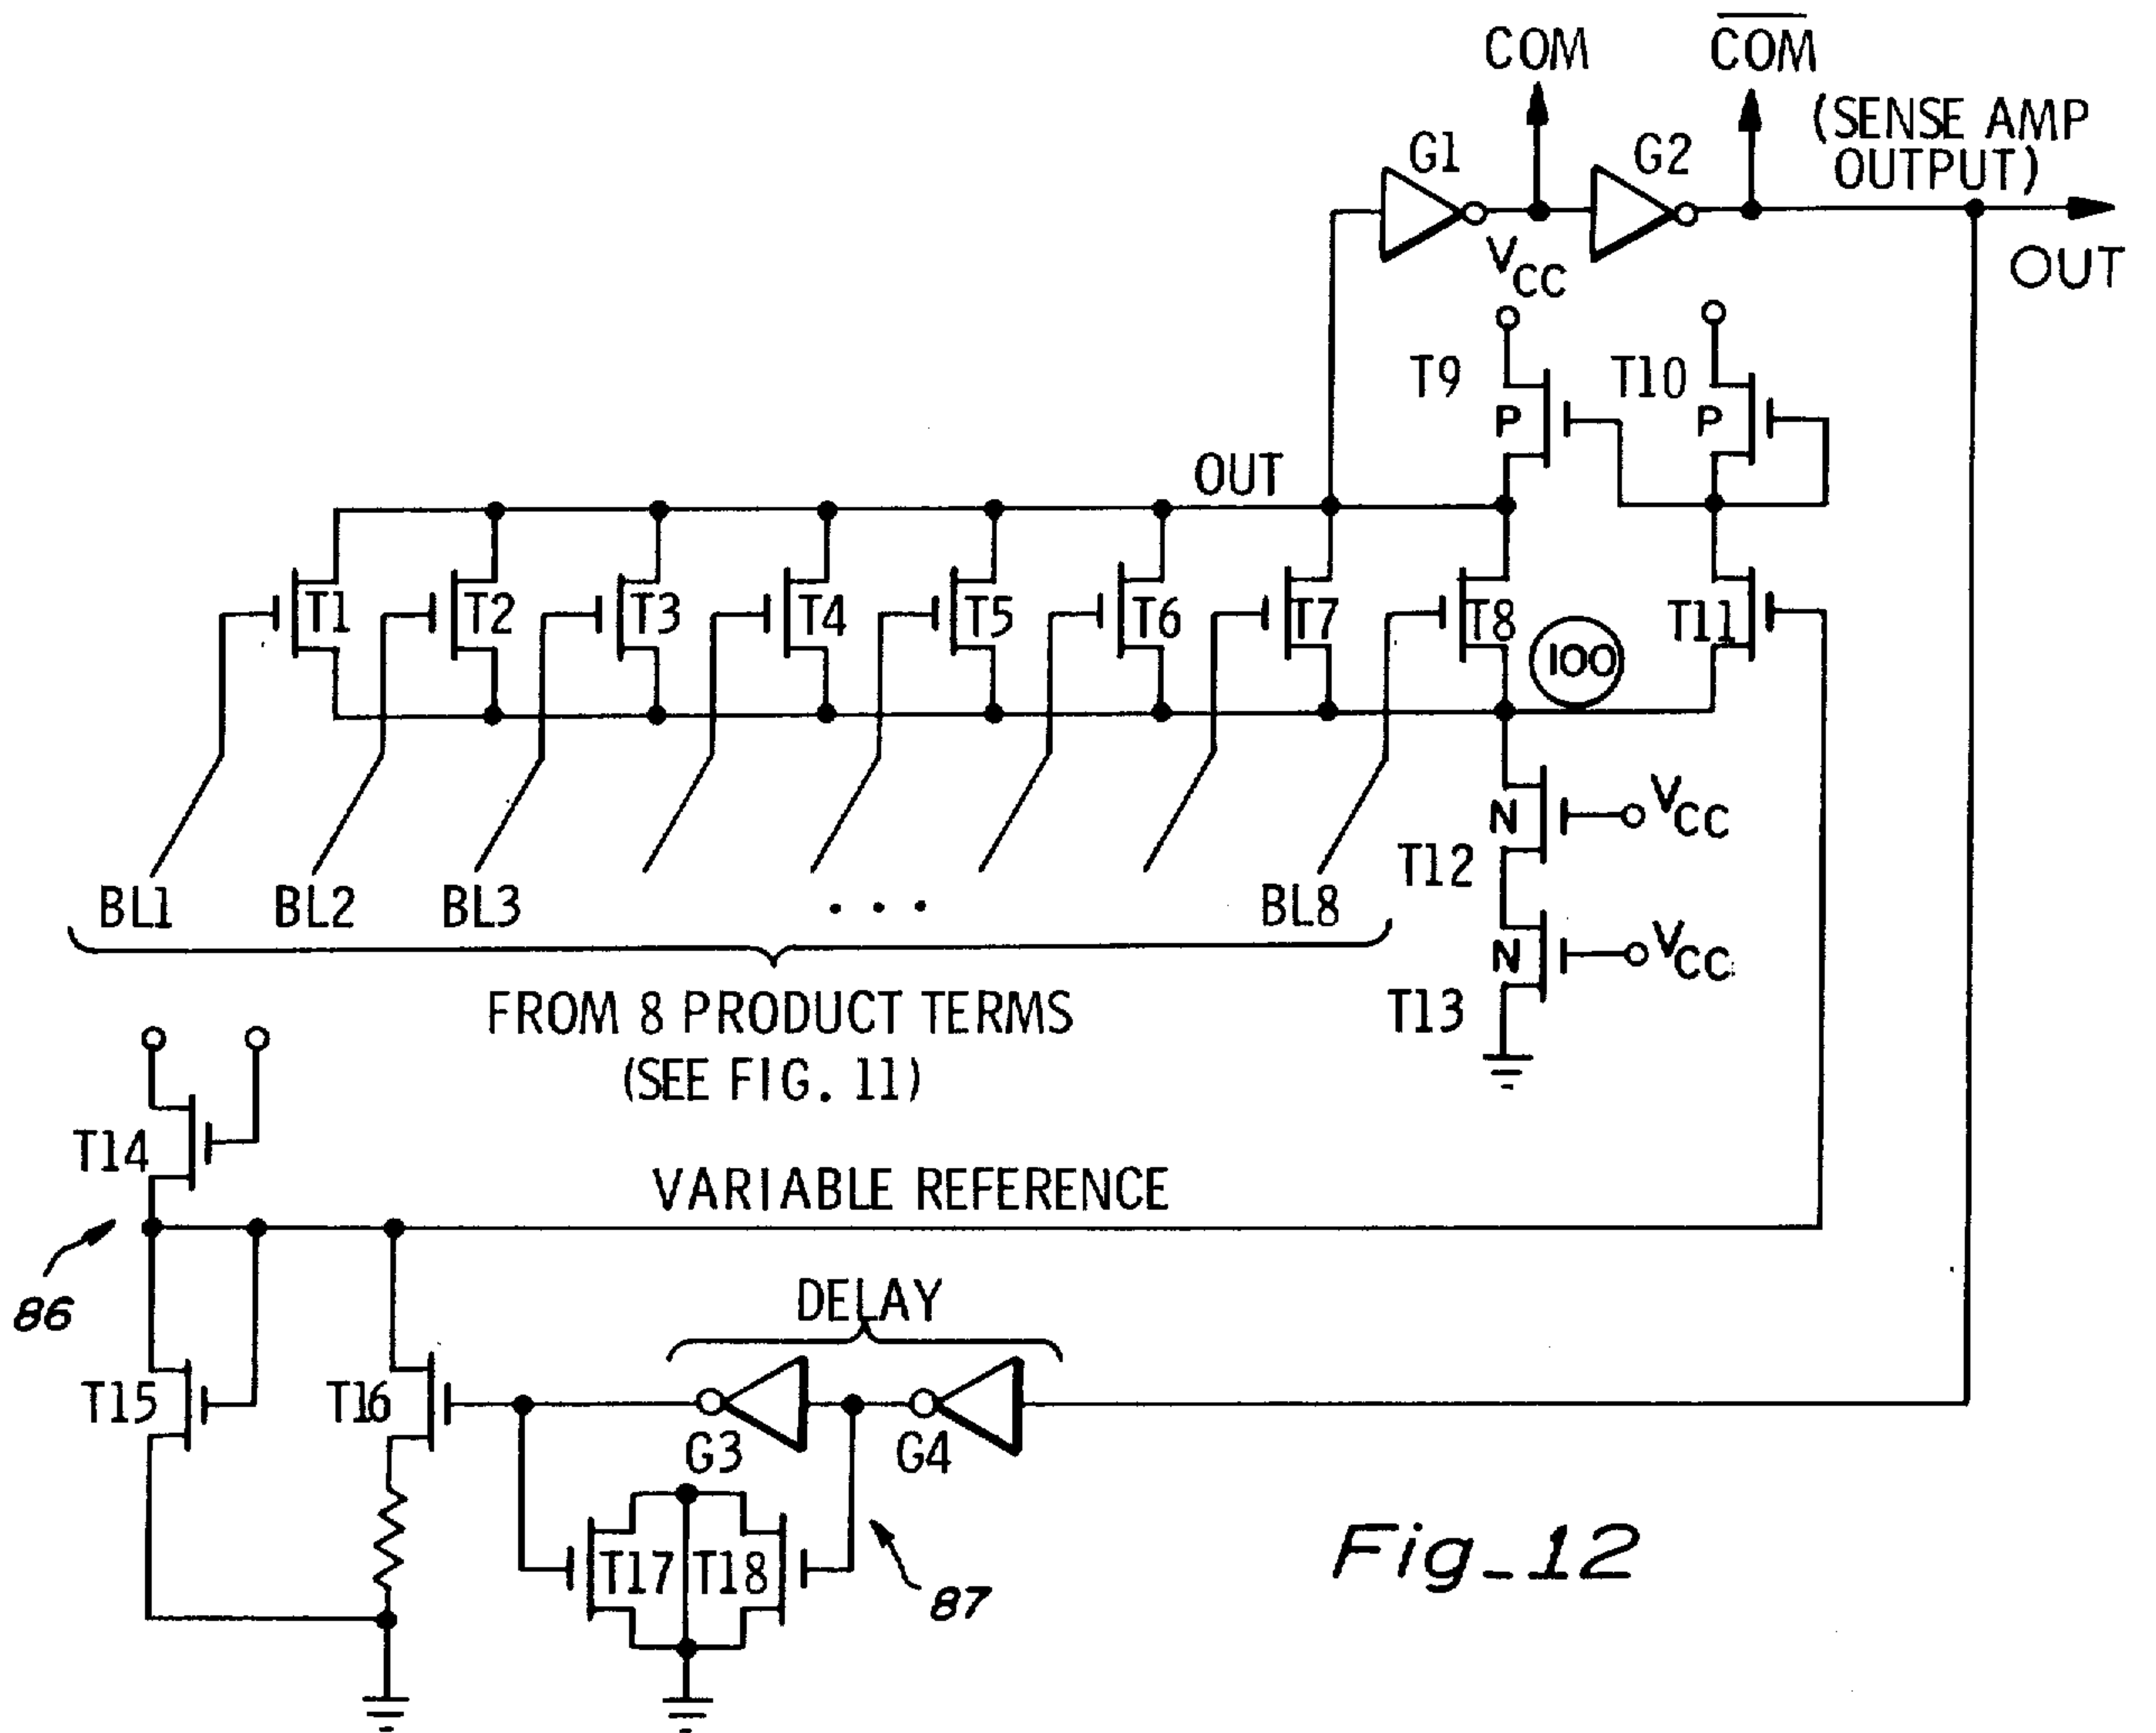 COM
COM
(SENSE AMP
OUTPUT)
G1
G2
OUT
VCC
T9
P
T10
P
OUT
T1
T2
T3
T4
T5
T6
T7
T8
100
T11
N
VCC
T12
BL1
BL2
BL3
. . .
BL8
N
VCC
T13
FROM 8 PRODUCT TERMS
(SEE FIG. 11)
T14
VARIABLE REFERENCE
86
DELAY
T15
T16
G3
G4
T17
T18
87
Fig_12